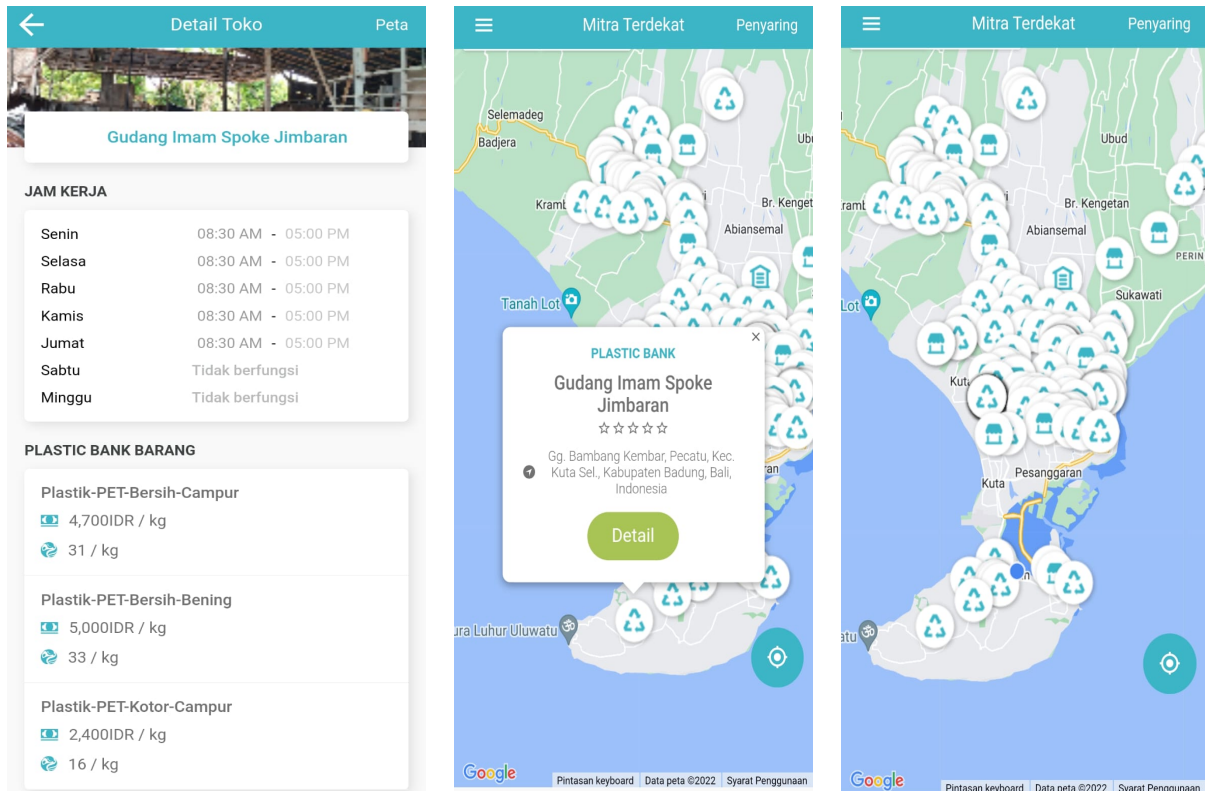 Detail Toko
Peta
Gudang Imam Spoke Jimbaran
JAM KERJA
Senin 08:30 AM - 05:00 PM
Selasa 08:30 AM - 05:00 PM
Rabu 08:30 AM - 05:00 PM
Kamis 08:30 AM - 05:00 PM
Jumat 08:30 AM - 05:00 PM
Sabtu Tidak berfungsi
Minggu Tidak berfungsi
PLASTIC BANK BARANG
Plastik-PET-Bersih-Campur
4,700IDR / kg
31 / kg
Plastik-PET-Bersih-Bening
5,000IDR / kg
33 / kg
Plastik-PET-Kotor-Campur
2,400IDR / kg
16 / kg
Mitra Terdekat
Penyaring
Selemadeg
Badjera
Ub
Kramb
Br. Kenget
Abiansemal
Tanah Lot
PLASTIC BANK
Gudang Imam Spoke
Jimbaran
Gg. Bambang Kembar, Pecatu, Kec.
Kuta Sel., Kabupaten Badung, Bali,
Indonesia
Detail
ran
ura Luhur Uluwatu
Google
Pintasan keyboard
Data peta ©2022
Syarat Penggunaan
Mitra Terdekat
Penyaring
Ubud
ramb
Br. Kengetan
Abiansemal
PERIN
Sukawati
Lot
Kut
Pesanggaran
Kuta
n
atu
Google
Pintasan keyboard
Data peta ©2022
Syarat Penggunaan